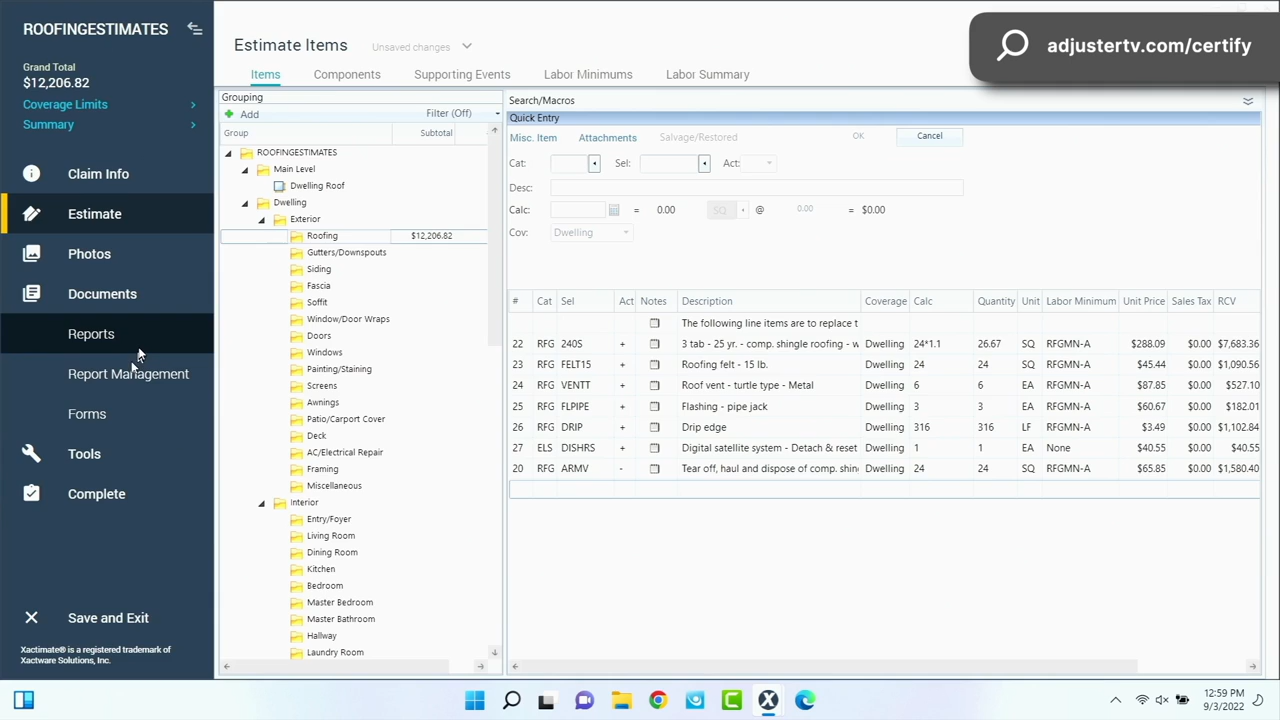 ROOFINGESTIMATES
Grand Total
$12,206.82
Coverage Limits
Summary
Claim Info
Estimate
Photos
Documents
Reports
Report Management
Forms
Tools
Complete
Save and Exit
Xactimate® is a registered trademark of
Xactware Solutions, Inc.
Estimate Items
Unsaved changes
adjustertv.com/certify
Items Components Supporting Events Labor Minimums Labor Summary
Grouping
Add Filter (Off)
Group Subtotal
ROOFINGESTIMATES
Main Level
Dwelling Roof
Dwelling
Exterior
Roofing $12,206.82
Gutters/Downspouts
Siding
Fascia
Soffit
Window/Door Wraps
Doors
Windows
Painting/Staining
Screens
Awnings
Patio/Carport Cover
Deck
AC/Electrical Repair
Framing
Miscellaneous
Interior
Entry/Foyer
Living Room
Dining Room
Kitchen
Bedroom
Master Bedroom
Master Bathroom
Hallway
Laundry Room
Search/Macros
Quick Entry
Misc. Item Attachments Salvage/Restored OK Cancel
Cat: Sel: Act:
Desc:
Calc: = 0.00 SQ @ 0.00 = $0.00
Cov: Dwelling
# Cat Sel Act Notes Description Coverage Calc Quantity Unit Labor Minimum Unit Price Sales Tax RCV
The following line items are to replace t
22 RFG 240S + 3 tab - 25 yr. - comp. shingle roofing - w Dwelling 24*1.1 26.67 SQ RFGMN-A $288.09 $0.00 $7,683.36
23 RFG FELT15 + Roofing felt - 15 lb. Dwelling 24 24 SQ RFGMN-A $45.44 $0.00 $1,090.56
24 RFG VENTT + Roof vent - turtle type - Metal Dwelling 6 6 EA RFGMN-A $87.85 $0.00 $527.10
25 RFG FLPIPE + Flashing - pipe jack Dwelling 3 3 EA RFGMN-A $60.67 $0.00 $182.01
26 RFG DRIP + Drip edge Dwelling 316 316 LF RFGMN-A $3.49 $0.00 $1,102.84
27 ELS DISHRS + Digital satellite system - Detach & reset Dwelling 1 1 EA None $40.55 $0.00 $40.55
20 RFG ARMV - Tear off, haul and dispose of comp. shin Dwelling 24 24 SQ RFGMN-A $65.85 $0.00 $1,580.40
12:59 PM
9/3/2022